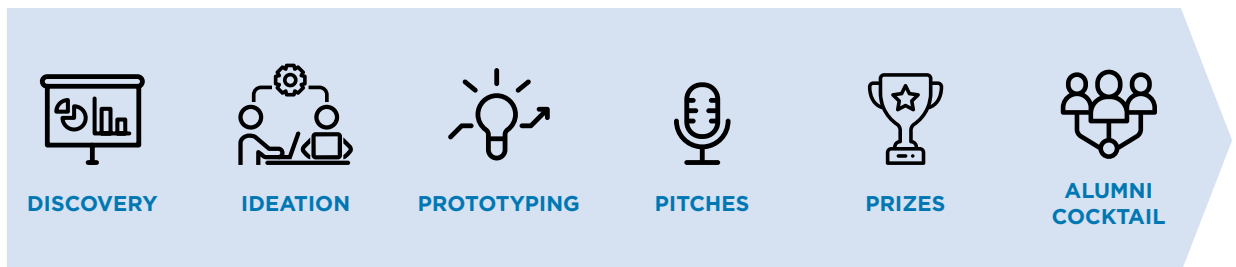 DISCOVERY
IDEATION
PROTOTYPING
PITCHES
PRIZES
ALUMNI
COCKTAIL